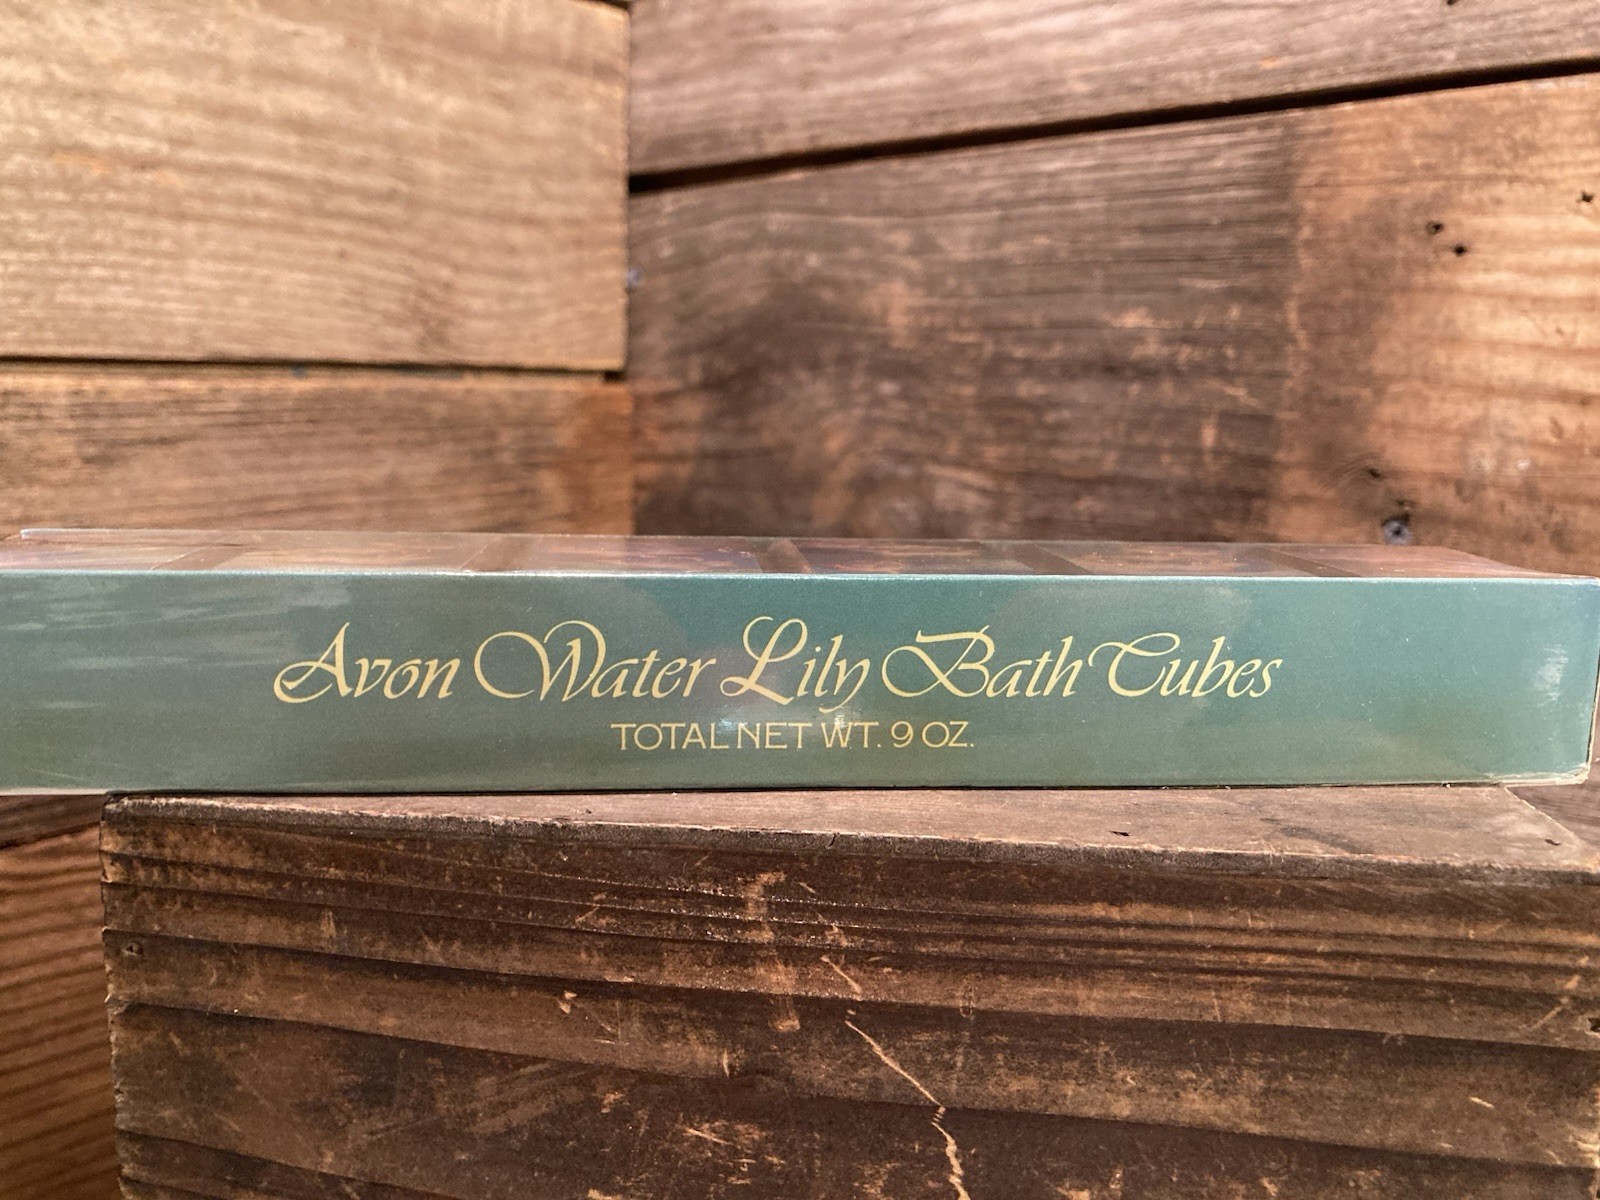 Avon Water Lily Bath Cubes
TOTAL NET WT. 9 OZ.